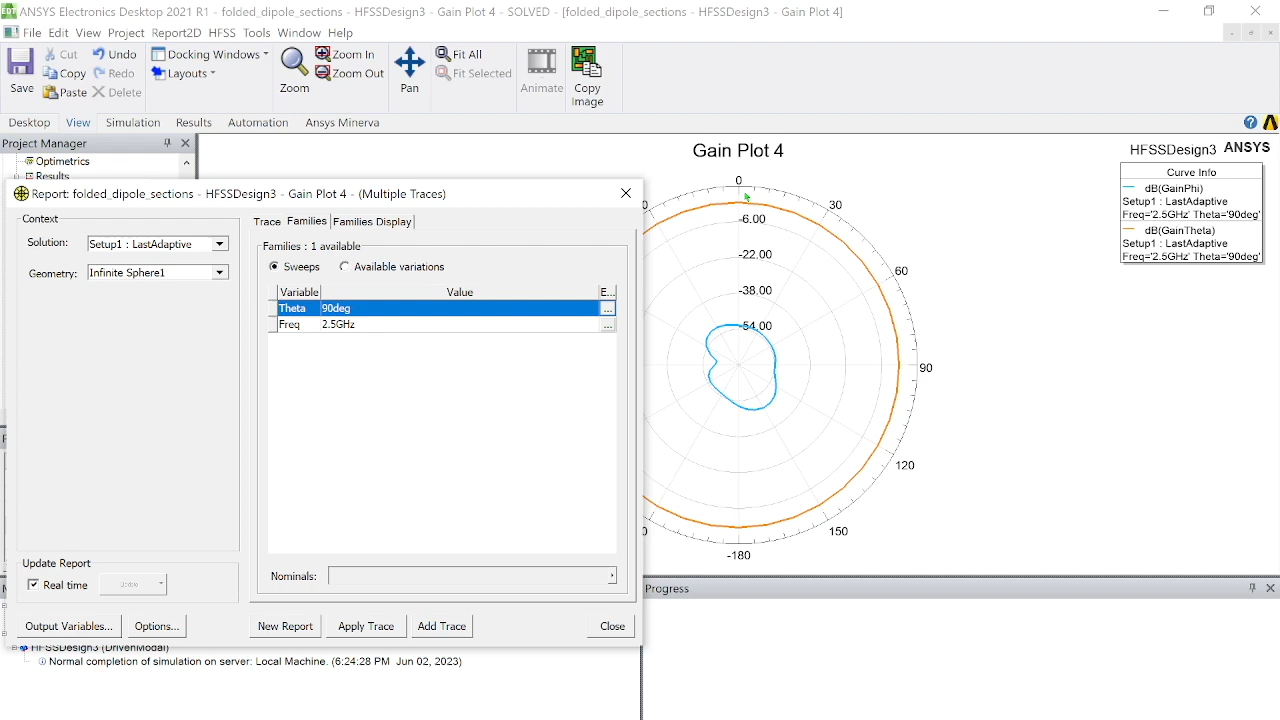 EDT ANSYS Electronics Desktop 2021 R1 - folded_dipole_sections - HFSSDesign3 - Gain Plot 4 - SOLVED - [folded_dipole_sections - HFSSDesign3 - Gain Plot 4]
File Edit View Project Report2D HFSS Tools Window Help
Save Cut Copy Paste Undo Redo Delete Docking Windows Layouts Zoom Zoom In Zoom Out Pan Fit All Fit Selected Animate Copy Image
Desktop View Simulation Results Automation Ansys Minerva
Project Manager
Optimetrics
Results
Report: folded_dipole_sections - HFSSDesign3 - Gain Plot 4 - (Multiple Traces)
Context
Solution: Setup1 : LastAdaptive
Geometry: Infinite Sphere1
Update Report
Real time Update
Output Variables... Options...
Trace Families Families Display
Families : 1 available
Sweeps Available variations
Variable Value E...
Theta 90deg ...
Freq 2.5GHz ...
Nominals:
New Report Apply Trace Add Trace Close
Gain Plot 4
HFSSDesign3 ANSYS
Curve Info
dB(GainPhi)
Setup1 : LastAdaptive
Freq='2.5GHz' Theta='90deg'
dB(GainTheta)
Setup1 : LastAdaptive
Freq='2.5GHz' Theta='90deg'
0
30
60
90
120
150
-180
-6.00
-22.00
-38.00
-54.00
Progress
HFSSDesign3 (DrivenModal)
Normal completion of simulation on server: Local Machine. (6:24:28 PM Jun 02, 2023)